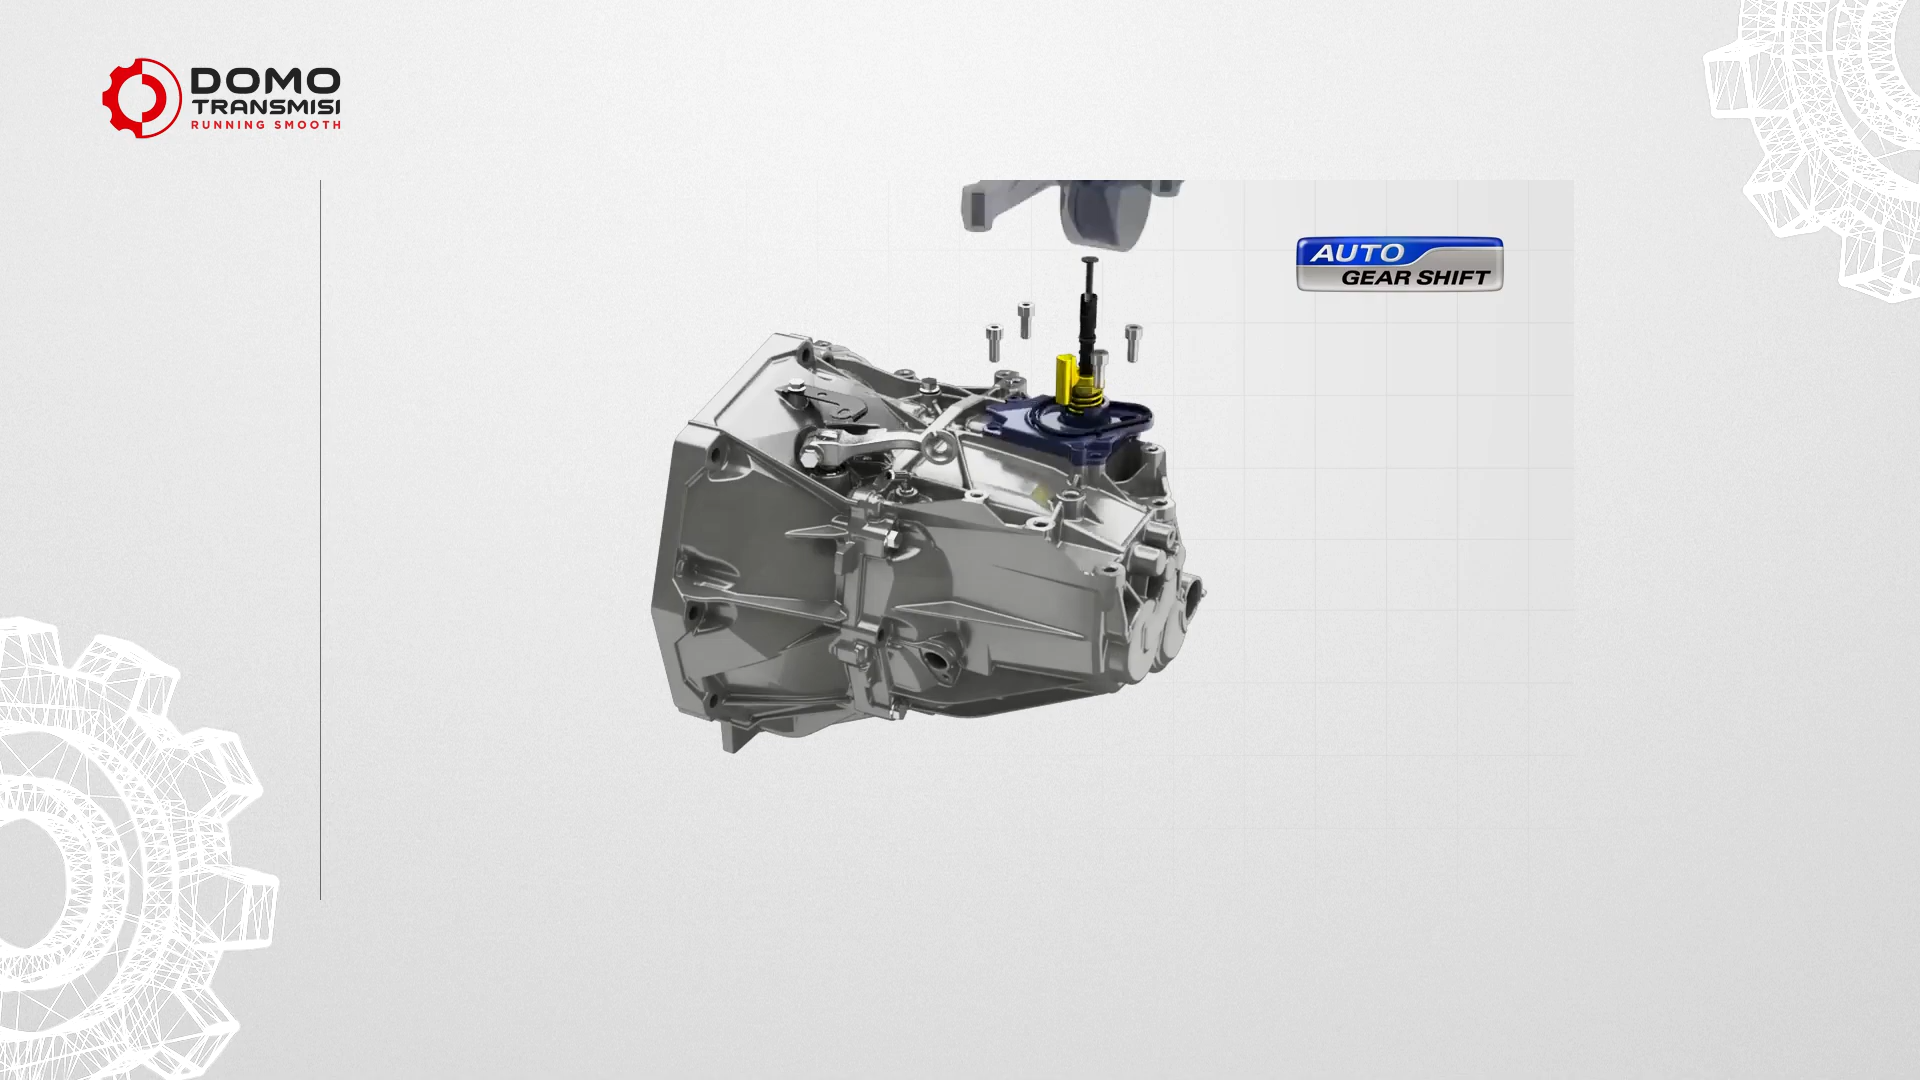 DOMO
TRANSMISI
RUNNING SMOOTH
AUTO
GEAR SHIFT